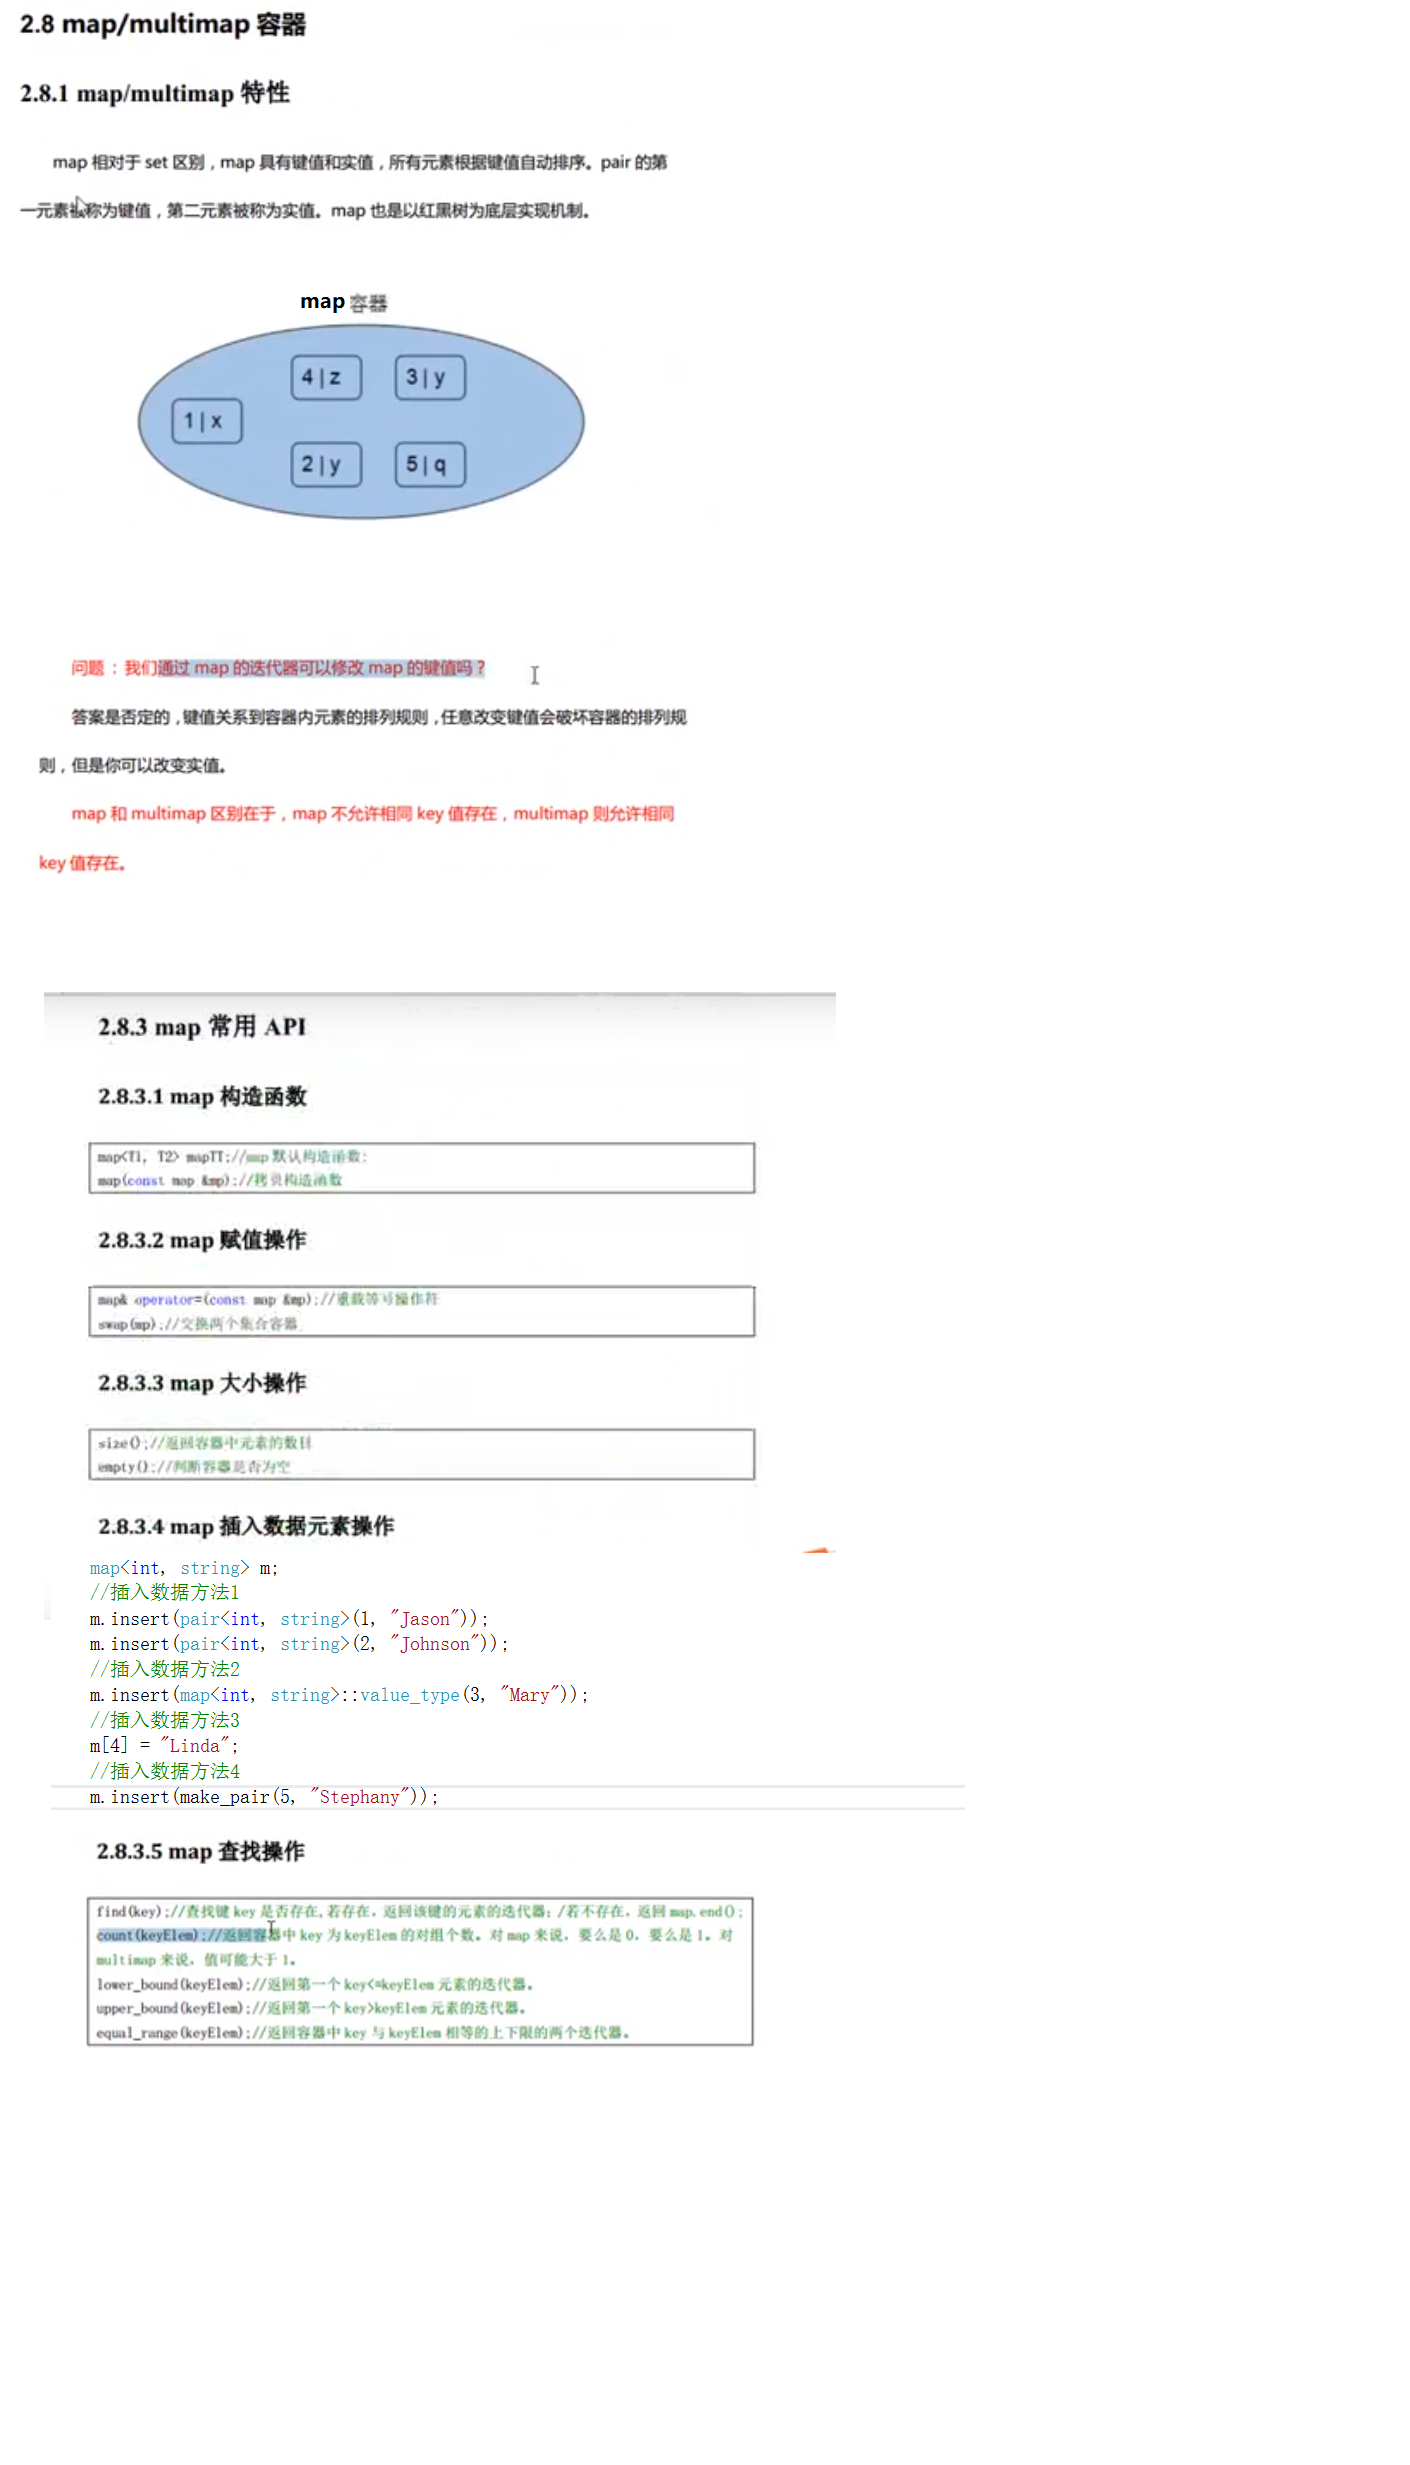 2.8 map/multimap 容器
2.8.1 map/multimap 特性
map 相对于 set 区别，map 具有键值和实值，所有元素根据键值自动排序。pair 的第
一元素被称为键值，第二元素被称为实值。map 也是以红黑树为底层实现机制。
map 容器
4 | z
3 | y
1 | x
2 | y
5 | q
问题：我们通过 map 的迭代器可以修改 map 的键值吗？
答案是否定的，键值关系到容器内元素的排列规则，任意改变键值会破坏容器的排列规
则，但是你可以改变实值。
map 和 multimap 区别在于，map 不允许相同 key 值存在，multimap 则允许相同
key 值存在。
2.8.3 map 常用 API
2.8.3.1 map 构造函数
map<T1, T2> mapTT;//map 默认构造函数:
map(const map &mp);//拷贝构造函数
2.8.3.2 map 赋值操作
map& operator=(const map &mp);//重载等号操作符
swap(mp);//交换两个集合容器
2.8.3.3 map 大小操作
size();//返回容器中元素的数目
empty();//判断容器是否为空
2.8.3.4 map 插入数据元素操作
map<int, string> m;
//插入数据方法1
m.insert(pair<int, string>(1, "Jason"));
m.insert(pair<int, string>(2, "Johnson"));
//插入数据方法2
m.insert(map<int, string>::value_type(3, "Mary"));
//插入数据方法3
m[4] = "Linda";
//插入数据方法4
m.insert(make_pair(5, "Stephany"));
2.8.3.5 map 查找操作
find(key);//查找键 key 是否存在,若存在，返回该键的元素的迭代器；/若不存在，返回 map.end();
count(keyElem);//返回容器中 key 为 keyElem 的对组个数。对 map 来说，要么是 0，要么是 1。对
multimap 来说，值可能大于 1。
lower_bound(keyElem);//返回第一个 key<=keyElem 元素的迭代器。
upper_bound(keyElem);//返回第一个 key>keyElem 元素的迭代器。
equal_range(keyElem);//返回容器中 key 与 keyElem 相等的上下限的两个迭代器。